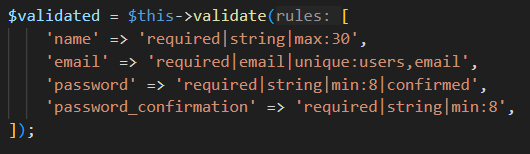 $validated = $this->validate(rules: [
    'name' => 'required|string|max:30',
    'email' => 'required|email|unique:users,email',
    'password' => 'required|string|min:8|confirmed',
    'password_confirmation' => 'required|string|min:8',
]);